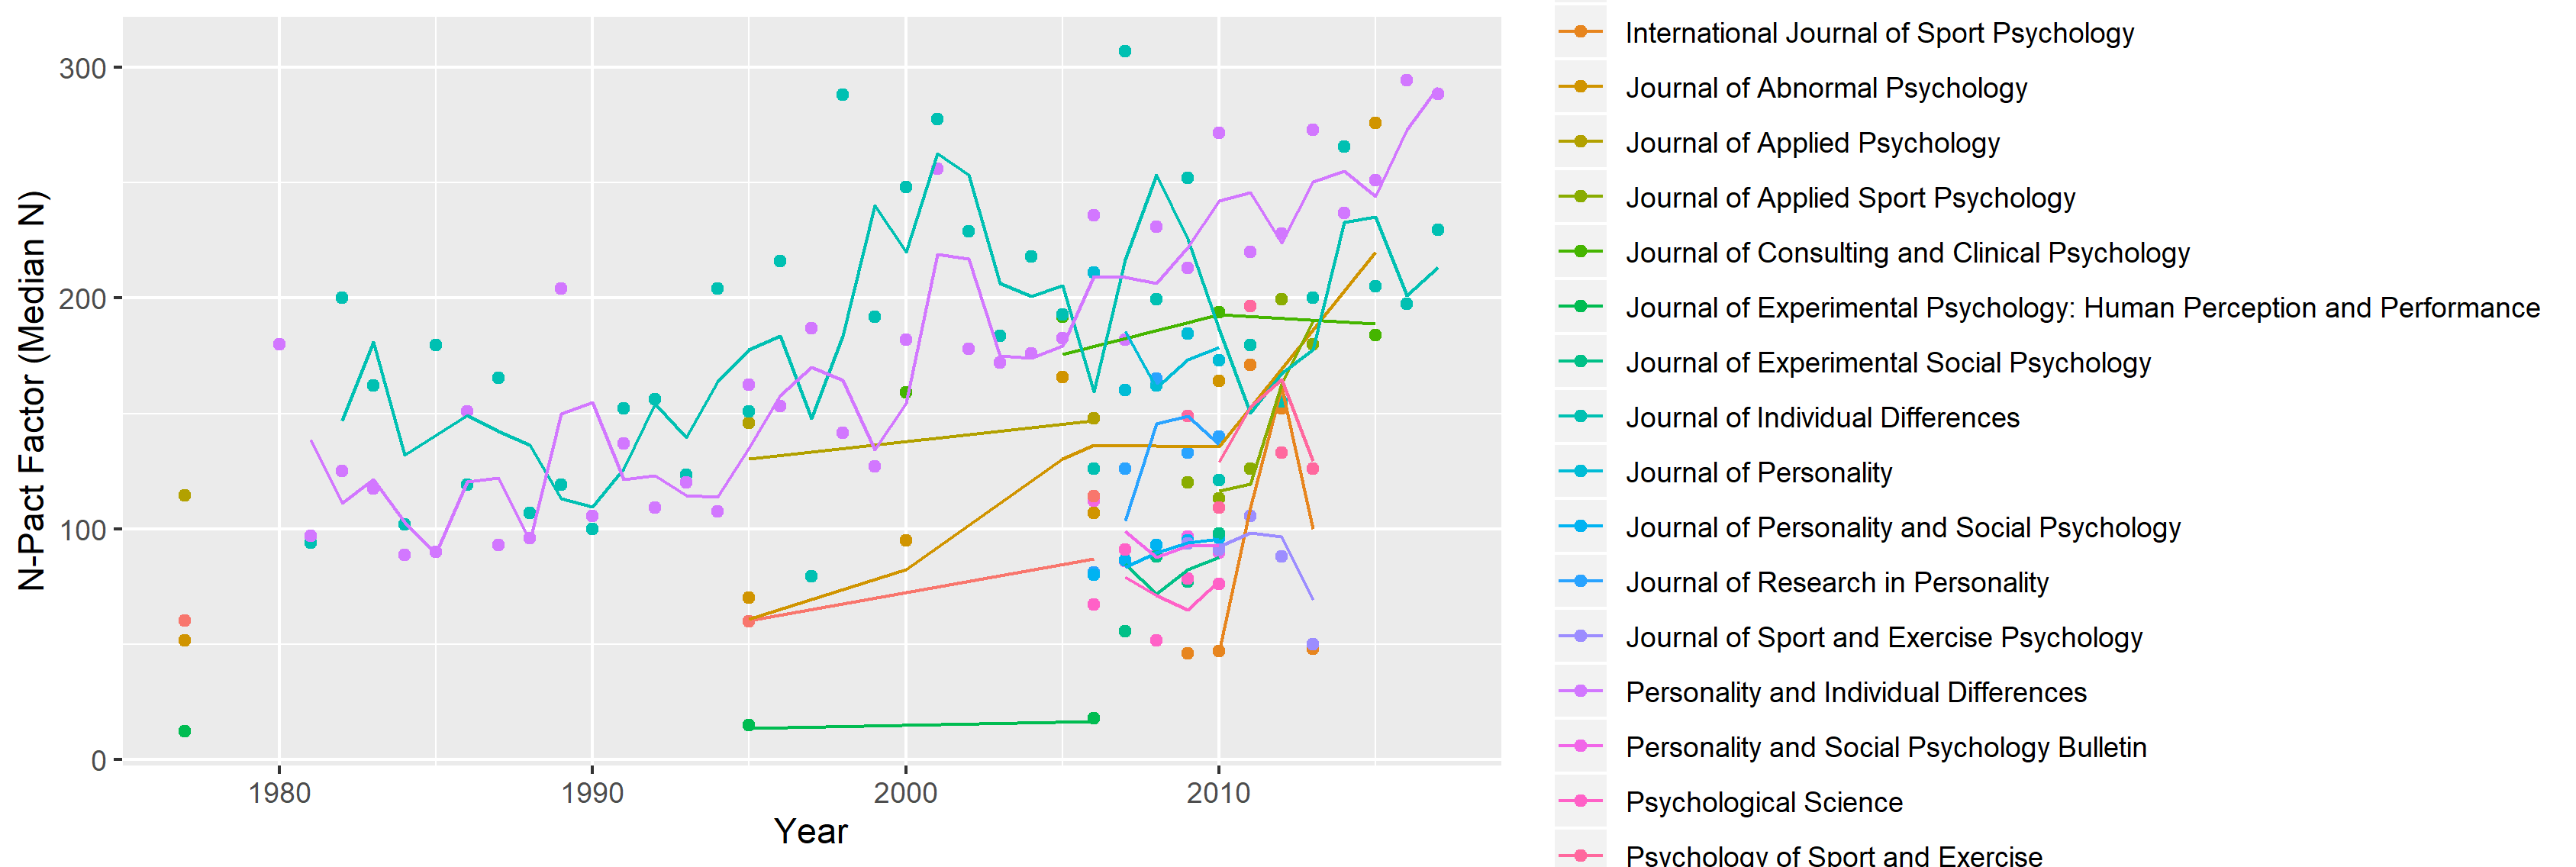 N-Pact Factor (Median N)
300
200
100
0
1980 1990 2000 2010
Year
International Journal of Sport Psychology
Journal of Abnormal Psychology
Journal of Applied Psychology
Journal of Applied Sport Psychology
Journal of Consulting and Clinical Psychology
Journal of Experimental Psychology: Human Perception and Performance
Journal of Experimental Social Psychology
Journal of Individual Differences
Journal of Personality
Journal of Personality and Social Psychology
Journal of Research in Personality
Journal of Sport and Exercise Psychology
Personality and Individual Differences
Personality and Social Psychology Bulletin
Psychological Science
Psychology of Sport and Exercise